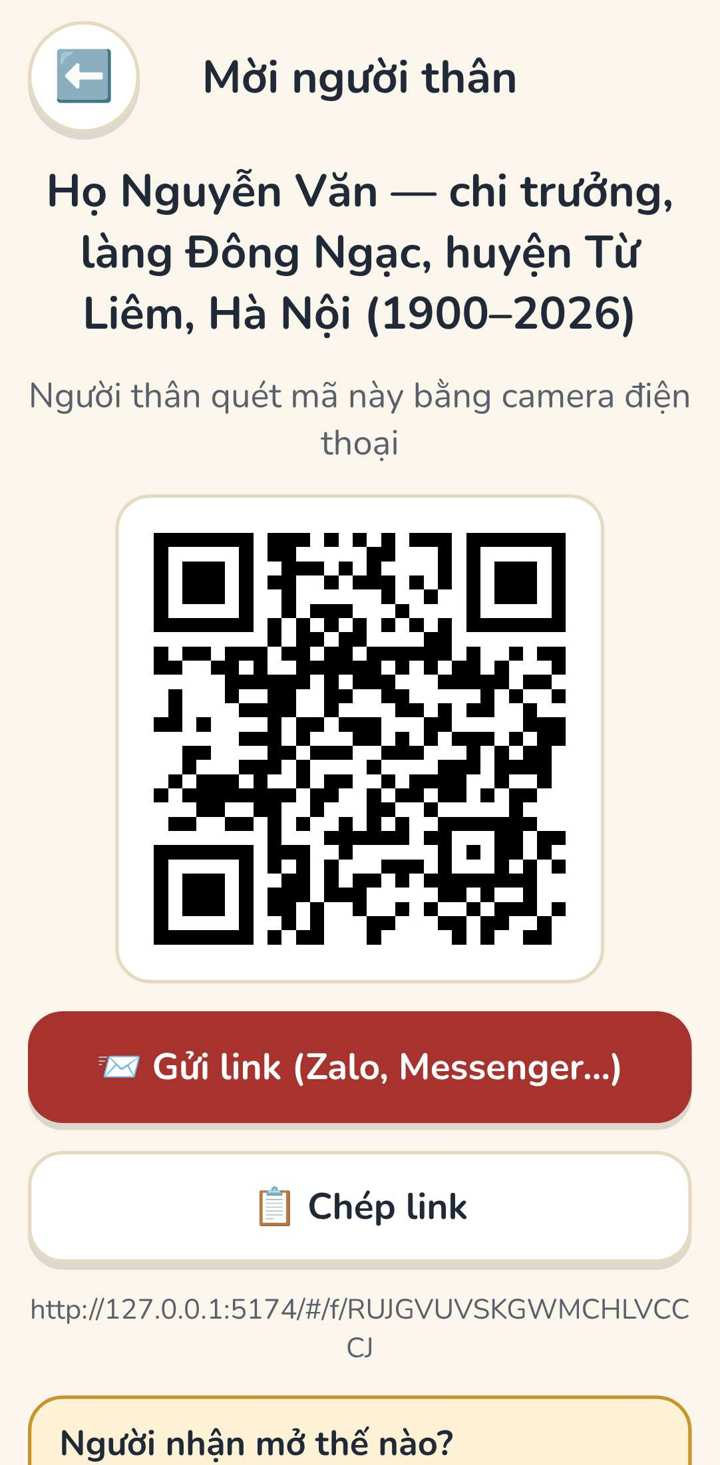 Mời người thân
Họ Nguyễn Văn — chi trưởng,
làng Đông Ngạc, huyện Từ
Liêm, Hà Nội (1900–2026)
Người thân quét mã này bằng camera điện
thoại
Gửi link (Zalo, Messenger...)
Chép link
http://127.0.0.1:5174/#/f/RUJGVUVSKGWMCHLVCC
CJ
Người nhận mở thế nào?